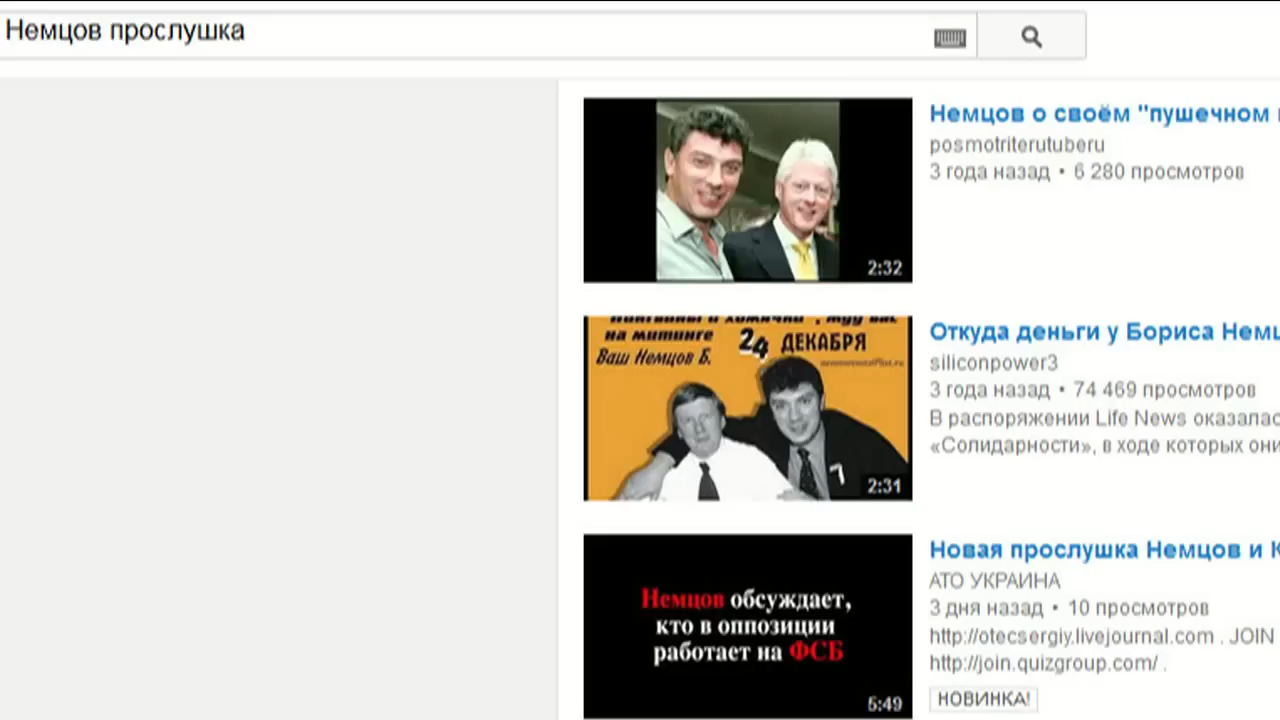 Немцов прослушка
Немцов о своём "пушечном
posmotriterutuberu
3 года назад • 6 280 просмотров
2:32
на митинге 24 ДЕКАБРЯ
Ваш Немцов Б.
2:31
Откуда деньги у Бориса Немц
siliconpower3
3 года назад • 74 469 просмотров
В распоряжении Life News оказалас
«Солидарности», в ходе которых они
Немцов обсуждает,
кто в оппозиции
работает на ФСБ
5:49
Новая прослушка Немцов и К
АТО УКРАИНА
3 дня назад • 10 просмотров
http://otecsergiy.livejournal.com . JOIN
http://join.quizgroup.com/ .
НОВИНКА!